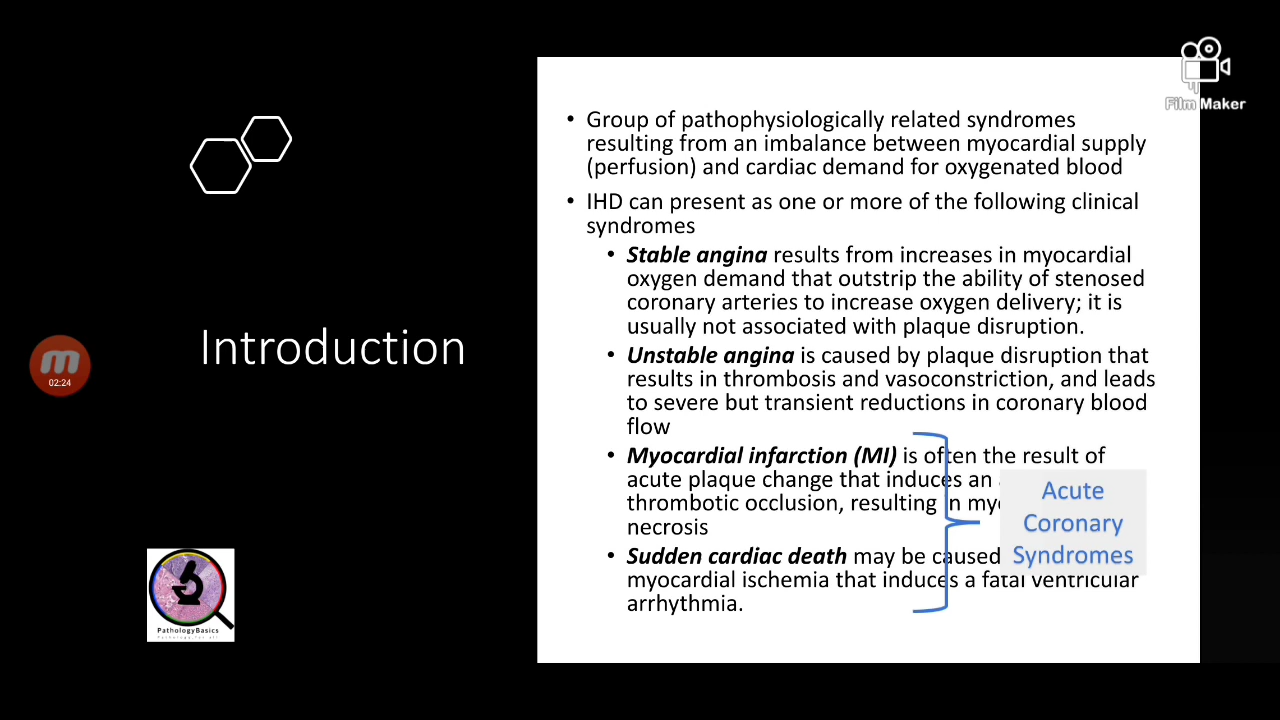 Film Maker
• Group of pathophysiologically related syndromes
resulting from an imbalance between myocardial supply
(perfusion) and cardiac demand for oxygenated blood
• IHD can present as one or more of the following clinical
syndromes
• Stable angina results from increases in myocardial
oxygen demand that outstrip the ability of stenosed
coronary arteries to increase oxygen delivery; it is
usually not associated with plaque disruption.
• Unstable angina is caused by plaque disruption that
results in thrombosis and vasoconstriction, and leads
to severe but transient reductions in coronary blood
flow
• Myocardial infarction (MI) is often the result of
acute plaque change that induces an
thrombotic occlusion, resulting in
necrosis
• Sudden cardiac death may be caused
myocardial ischemia that induces a fatal ventricular
arrhythmia.
Acute
Coronary
Syndromes
Introduction
m
02:24
PathologyBasics
Pathology for all